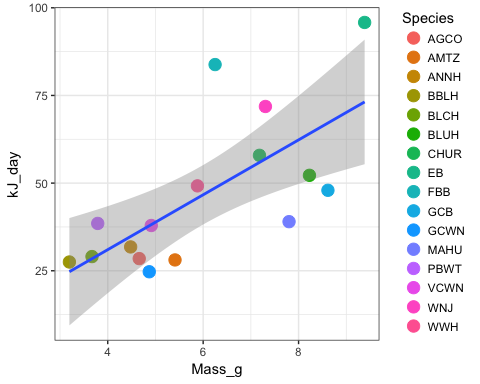 100
75
50
25
kJ_day
4
6
8
Mass_g
Species
AGCO
AMTZ
ANNH
BBLH
BLCH
BLUH
CHUR
EB
FBB
GCB
GCWN
MAHU
PBWT
VCWN
WNJ
WWH